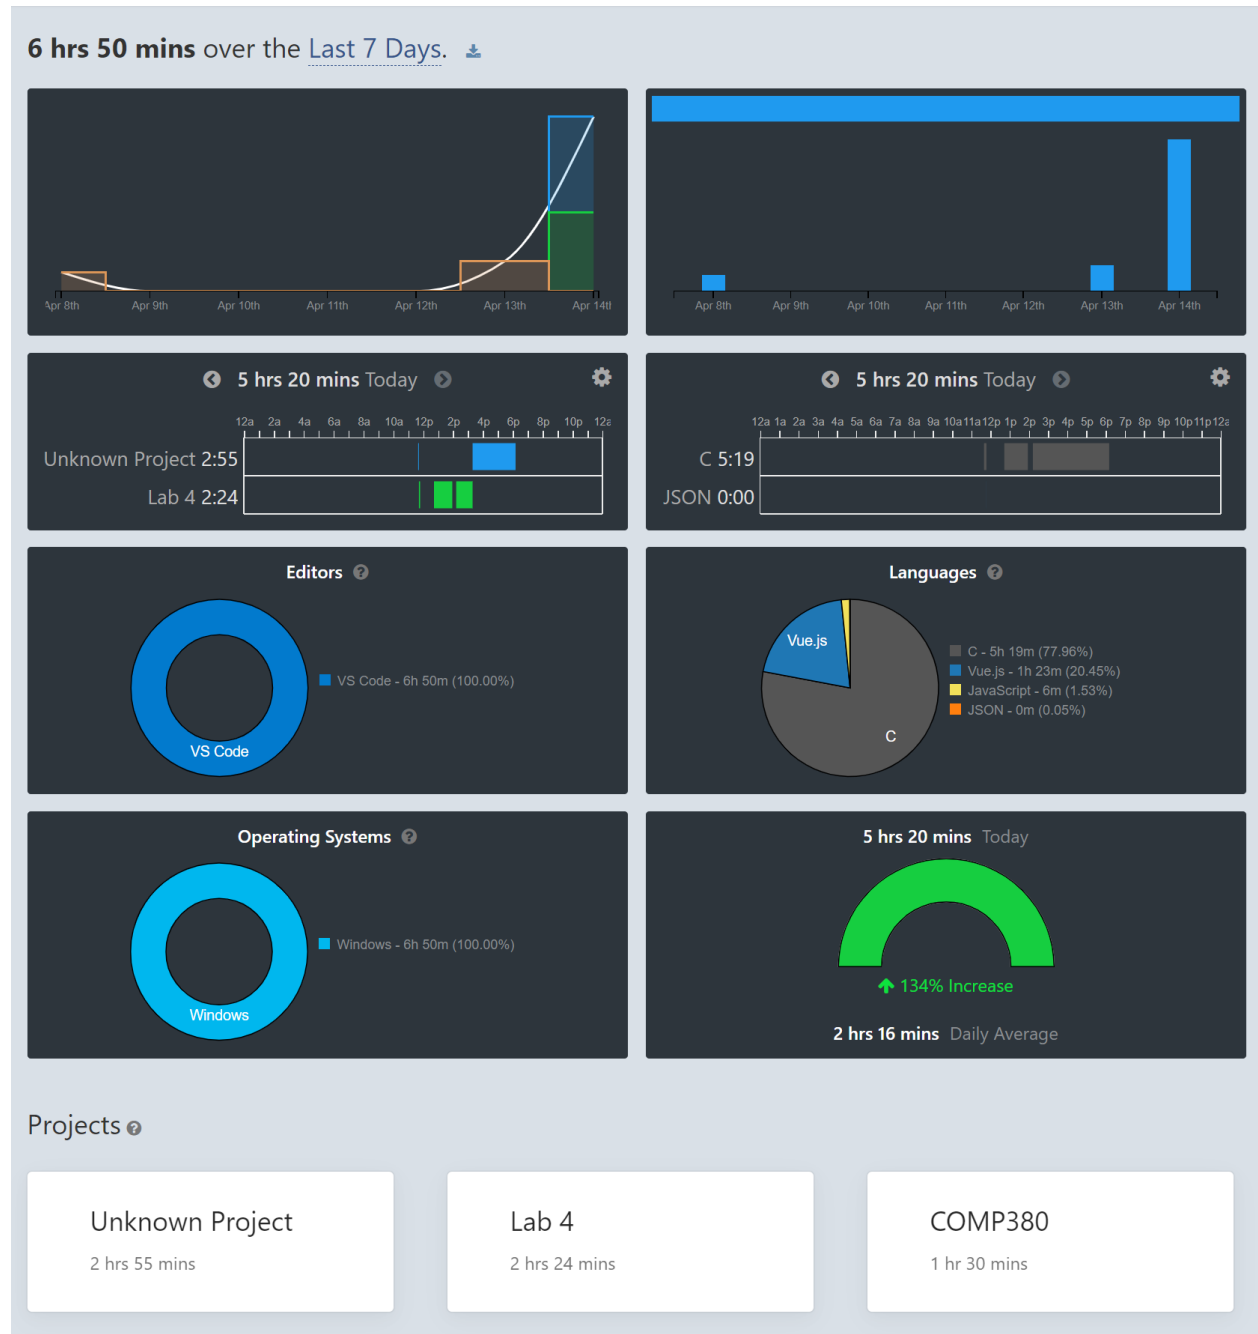 6 hrs 50 mins over the Last 7 Days.
Apr 8th Apr 9th Apr 10th Apr 11th Apr 12th Apr 13th Apr 14tl
Apr 8th Apr 9th Apr 10th Apr 11th Apr 12th Apr 13th Apr 14th
5 hrs 20 mins Today
12a 2a 4a 6a 8a 10a 12p 2p 4p 6p 8p 10p 12a
Unknown Project 2:55
Lab 4 2:24
5 hrs 20 mins Today
12a 1a 2a 3a 4a 5a 6a 7a 8a 9a 10a 11a 12p 1p 2p 3p 4p 5p 6p 7p 8p 9p 10p 11p 12a
C 5:19
JSON 0:00
Editors ?
VS Code
VS Code - 6h 50m (100.00%)
Languages ?
Vue.js
C
C - 5h 19m (77.96%)
Vue.js - 1h 23m (20.45%)
JavaScript - 6m (1.53%)
JSON - 0m (0.05%)
Operating Systems ?
Windows
Windows - 6h 50m (100.00%)
5 hrs 20 mins Today
134% Increase
2 hrs 16 mins Daily Average
Projects ?
Unknown Project
2 hrs 55 mins
Lab 4
2 hrs 24 mins
COMP380
1 hr 30 mins